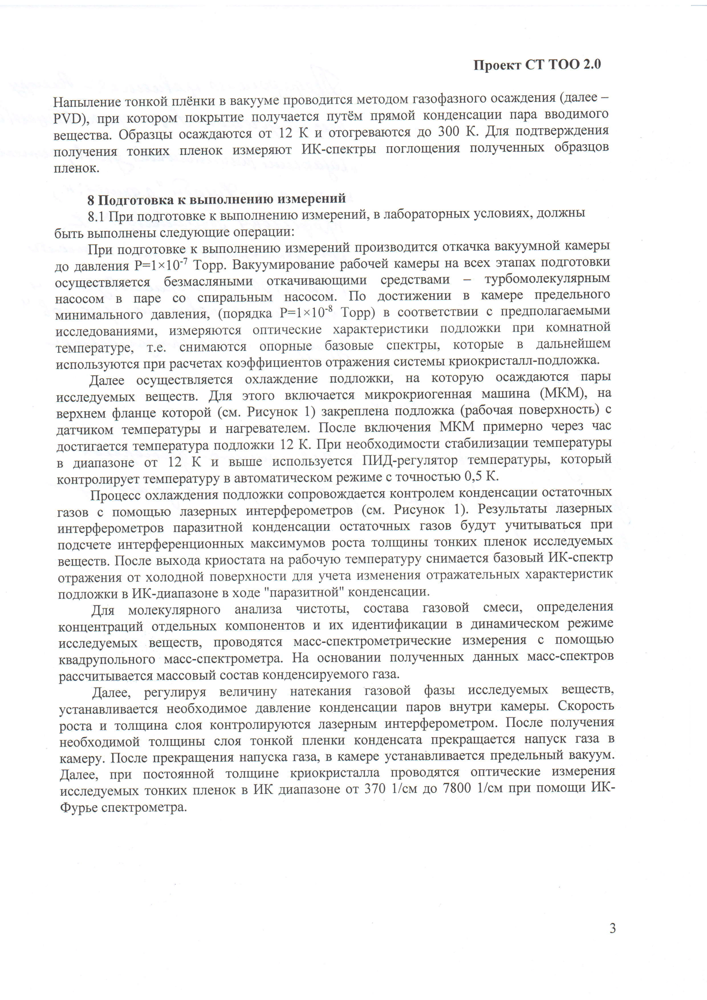 Проект СТ ТОО 2.0
Напыление тонкой плёнки в вакууме проводится методом газофазного осаждения (далее –
PVD), при котором покрытие получается путём прямой конденсации пара вводимого
вещества. Образцы осаждаются от 12 К и отогреваются до 300 К. Для подтверждения
получения тонких пленок измеряют ИК-спектры поглощения полученных образцов
пленок.
8 Подготовка к выполнению измерений
8.1 При подготовке к выполнению измерений, в лабораторных условиях, должны
быть выполнены следующие операции:
При подготовке к выполнению измерений производится откачка вакуумной камеры
до давления Р=1×10⁻⁷ Торр. Вакуумирование рабочей камеры на всех этапах подготовки
осуществляется безмасляными откачивающими средствами – турбомолекулярным
насосом в паре со спиральным насосом. По достижении в камере предельного
минимального давления, (порядка Р=1×10⁻⁸ Торр) в соответствии с предполагаемыми
исследованиями, измеряются оптические характеристики подложки при комнатной
температуре, т.е. снимаются опорные базовые спектры, которые в дальнейшем
используются при расчетах коэффициентов отражения системы криокристалл-подложка.
Далее осуществляется охлаждение подложки, на которую осаждаются пары
исследуемых веществ. Для этого включается микрокриогенная машина (МКМ), на
верхнем фланце которой (см. Рисунок 1) закреплена подложка (рабочая поверхность) с
датчиком температуры и нагревателем. После включения МКМ примерно через час
достигается температура подложки 12 К. При необходимости стабилизации температуры
в диапазоне от 12 К и выше используется ПИД-регулятор температуры, который
контролирует температуру в автоматическом режиме с точностью 0,5 К.
Процесс охлаждения подложки сопровождается контролем конденсации остаточных
газов с помощью лазерных интерферометров (см. Рисунок 1). Результаты лазерных
интерферометров паразитной конденсации остаточных газов будут учитываться при
подсчете интерференционных максимумов роста толщины тонких пленок исследуемых
веществ. После выхода криостата на рабочую температуру снимается базовый ИК-спектр
отражения от холодной поверхности для учета изменения отражательных характеристик
подложки в ИК-диапазоне в ходе "паразитной" конденсации.
Для молекулярного анализа чистоты, состава газовой смеси, определения
концентраций отдельных компонентов и их идентификации в динамическом режиме
исследуемых веществ, проводятся масс-спектрометрические измерения с помощью
квадрупольного масс-спектрометра. На основании полученных данных масс-спектров
рассчитывается массовый состав конденсируемого газа.
Далее, регулируя величину натекания газовой фазы исследуемых веществ,
устанавливается необходимое давление конденсации паров внутри камеры. Скорость
роста и толщина слоя контролируются лазерным интерферометром. После получения
необходимой толщины слоя тонкой пленки конденсата прекращается напуск газа в
камеру. После прекращения напуска газа, в камере устанавливается предельный вакуум.
Далее, при постоянной толщине криокристалла проводятся оптические измерения
исследуемых тонких пленок в ИК диапазоне от 370 1/см до 7800 1/см при помощи ИК-
Фурье спектрометра.
3